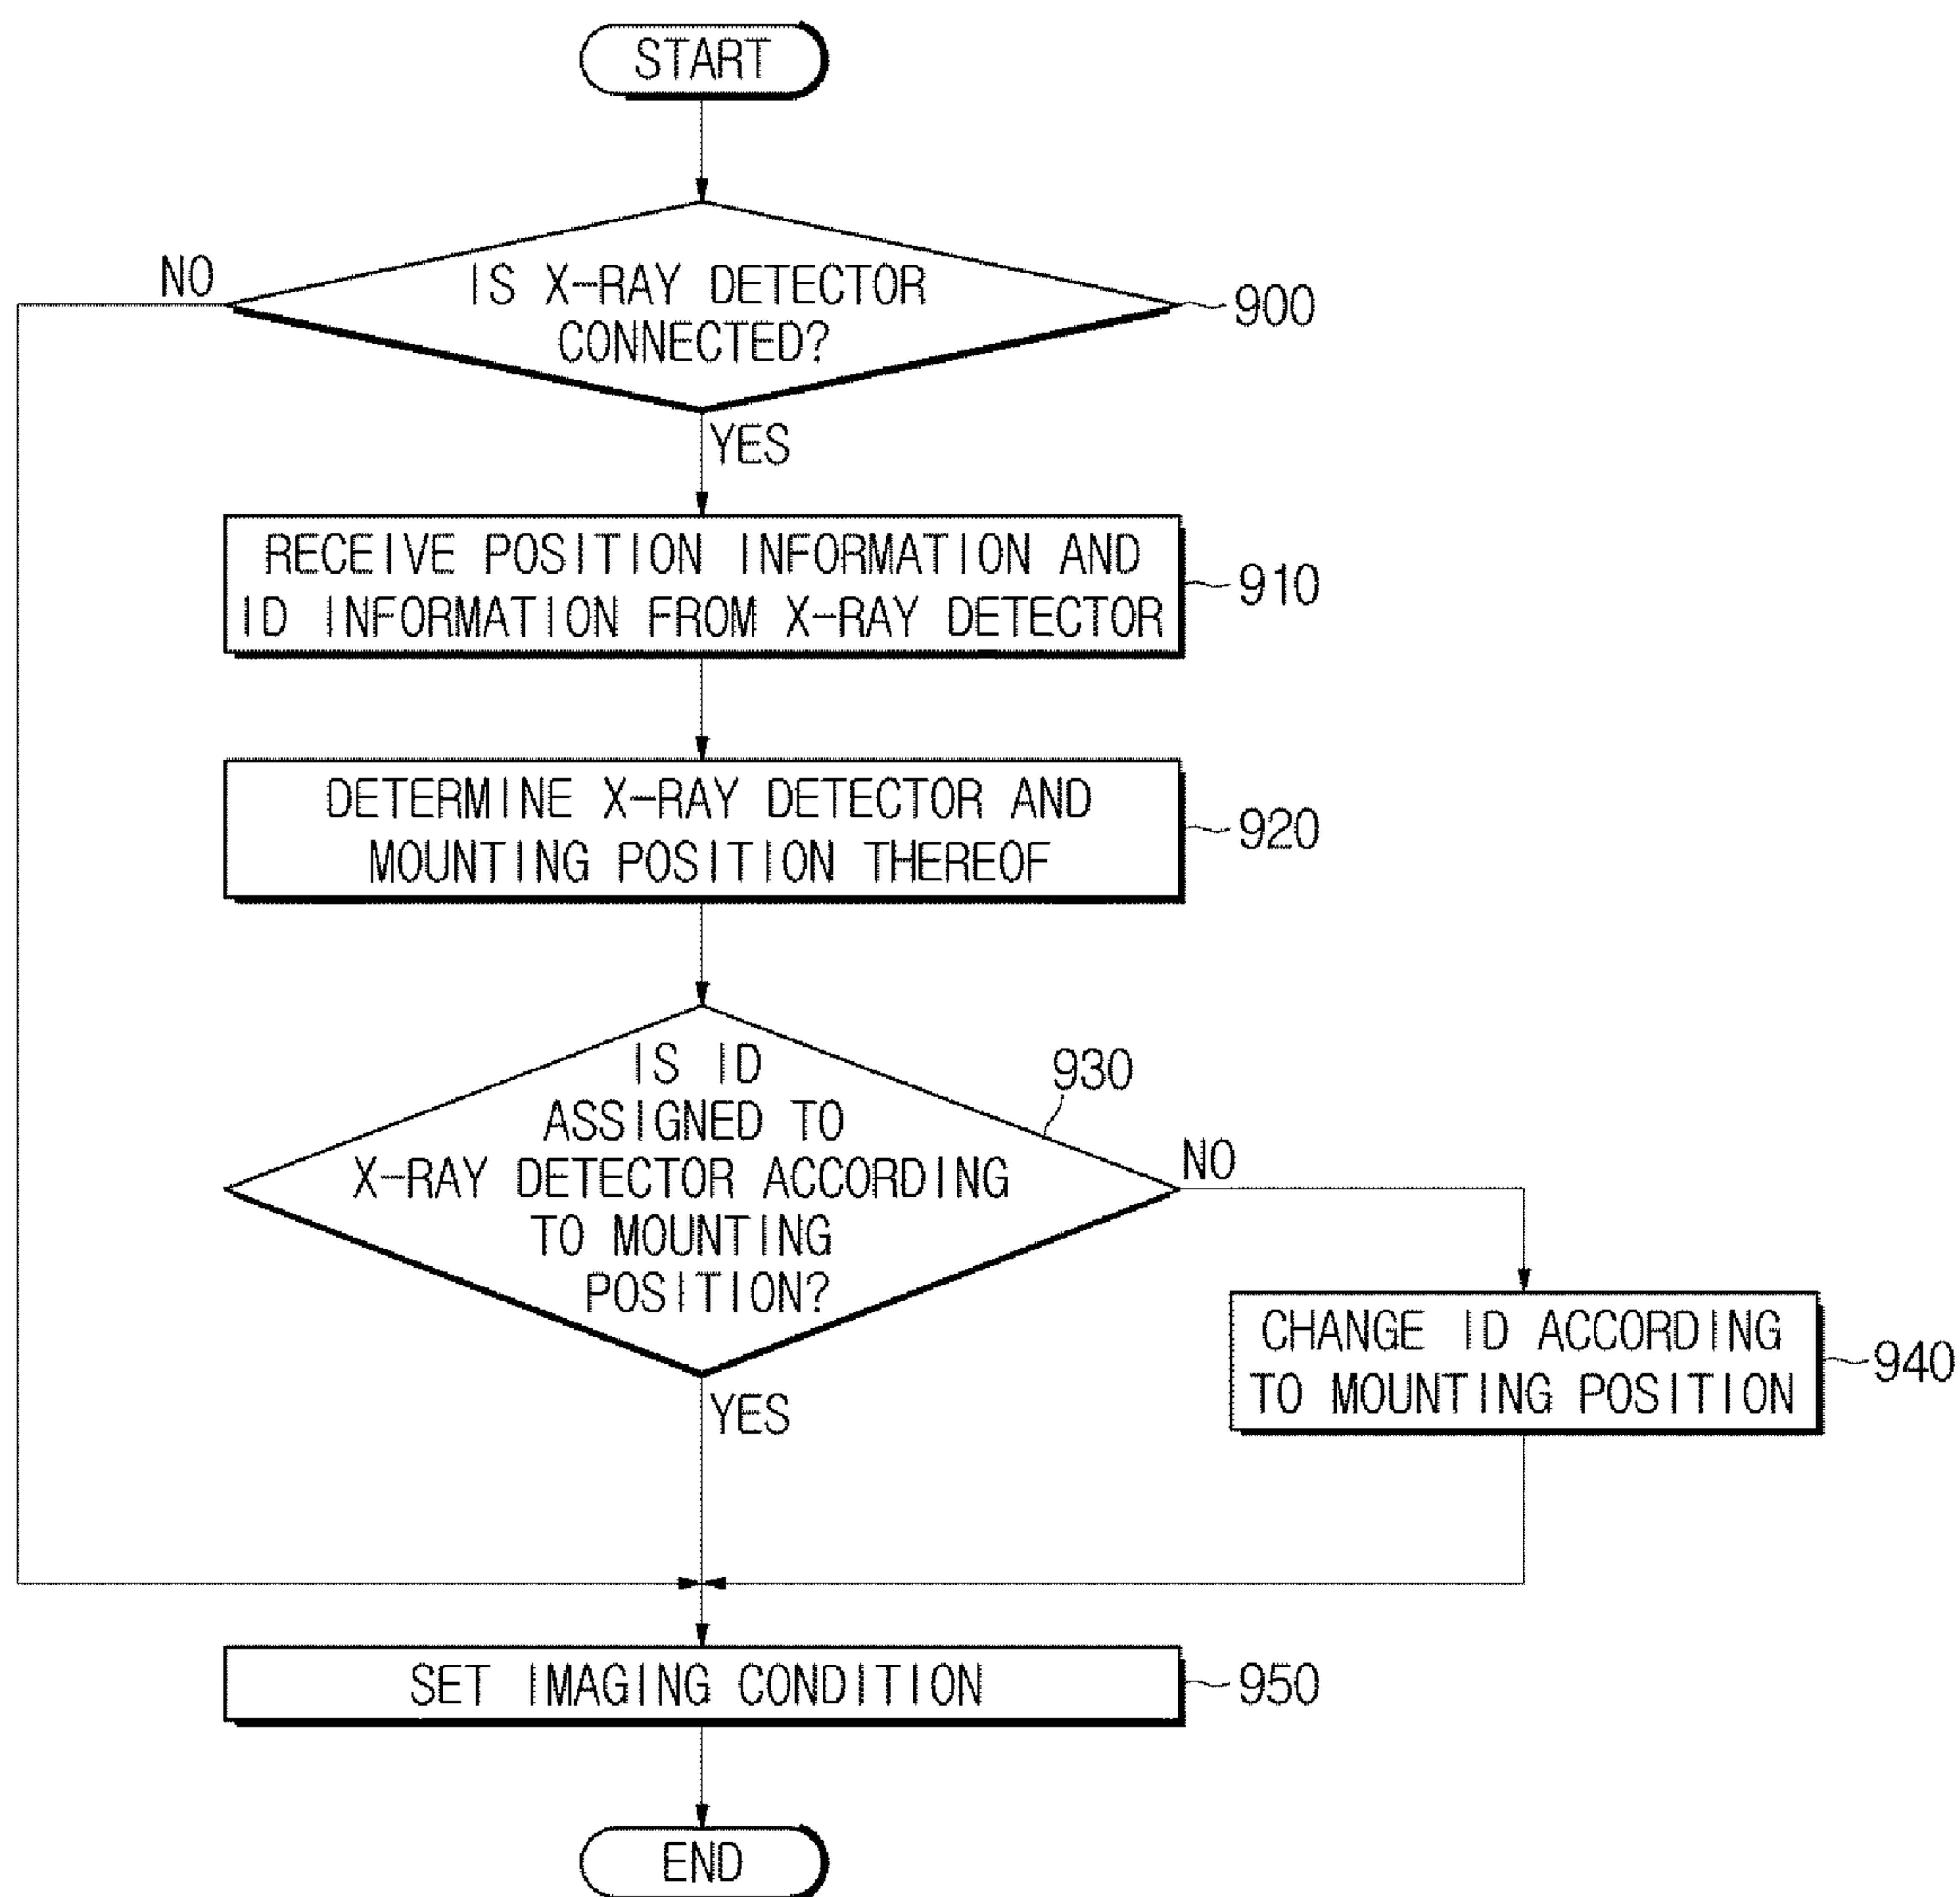 START
NO
IS X-RAY DETECTOR
CONNECTED?
900
YES
RECEIVE POSITION INFORMATION AND
ID INFORMATION FROM X-RAY DETECTOR
910
DETERMINE X-RAY DETECTOR AND
MOUNTING POSITION THEREOF
920
IS ID
ASSIGNED TO
X-RAY DETECTOR ACCORDING
TO MOUNTING
POSITION?
930
NO
CHANGE ID ACCORDING
TO MOUNTING POSITION
940
YES
SET IMAGING CONDITION
950
END